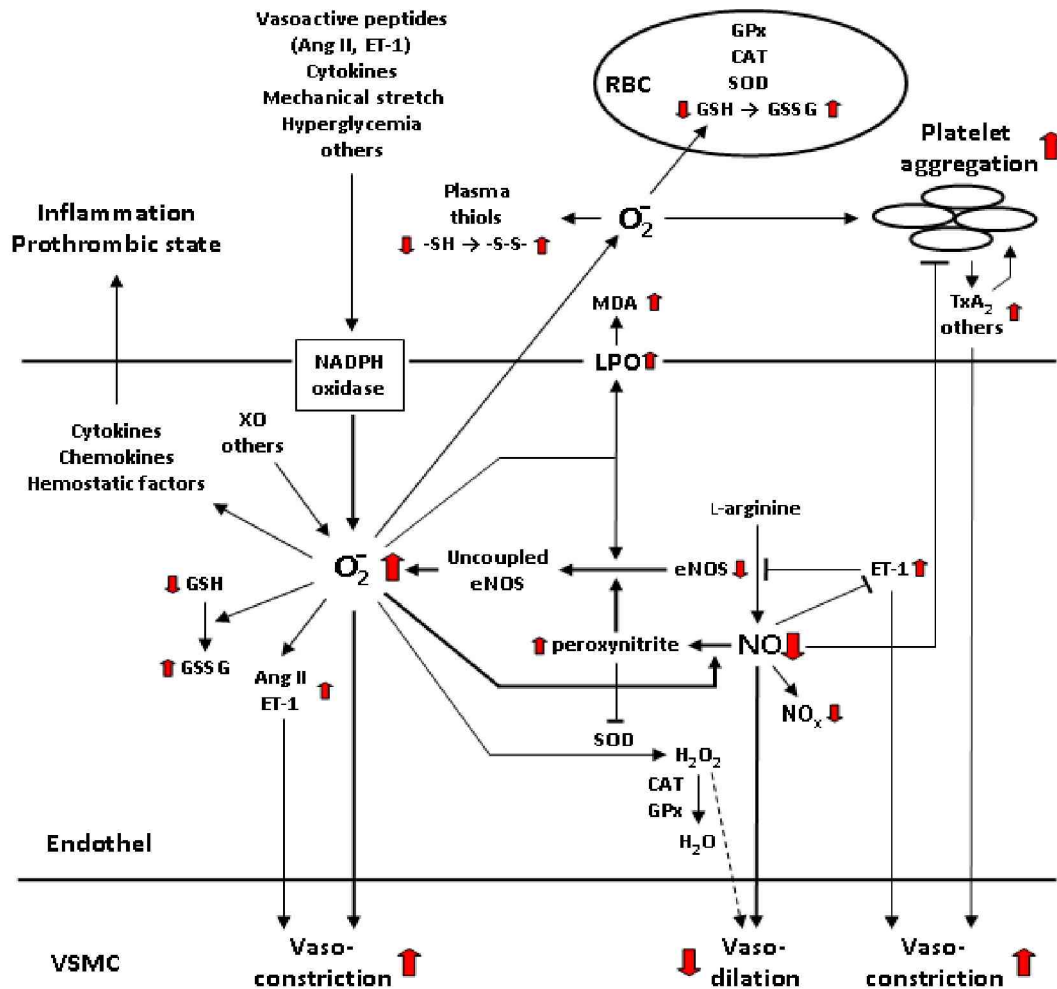 Vasoactive peptides
(Ang II, ET-1)
Cytokines
Mechanical stretch
Hyperglycemia
others
GPx
CAT
SOD
RBC
GSH → GSSG
Platelet
aggregation
Plasma
thiols
-SH → -S-S-
O₂⁻
Inflammation
Prothrombic state
MDA
TxA₂
others
LPO
NADPH
oxidase
XO
others
Cytokines
Chemokines
Hemostatic factors
L-arginine
O₂⁻
Uncoupled
eNOS
eNOS
ET-1
GSH
GSSG
peroxynitrite
NO
Ang II
ET-1
NOₓ
SOD
H₂O₂
CAT
GPx
H₂O
Endothel
VSMC
Vaso-
constriction
Vaso-
dilation
Vaso-
constriction